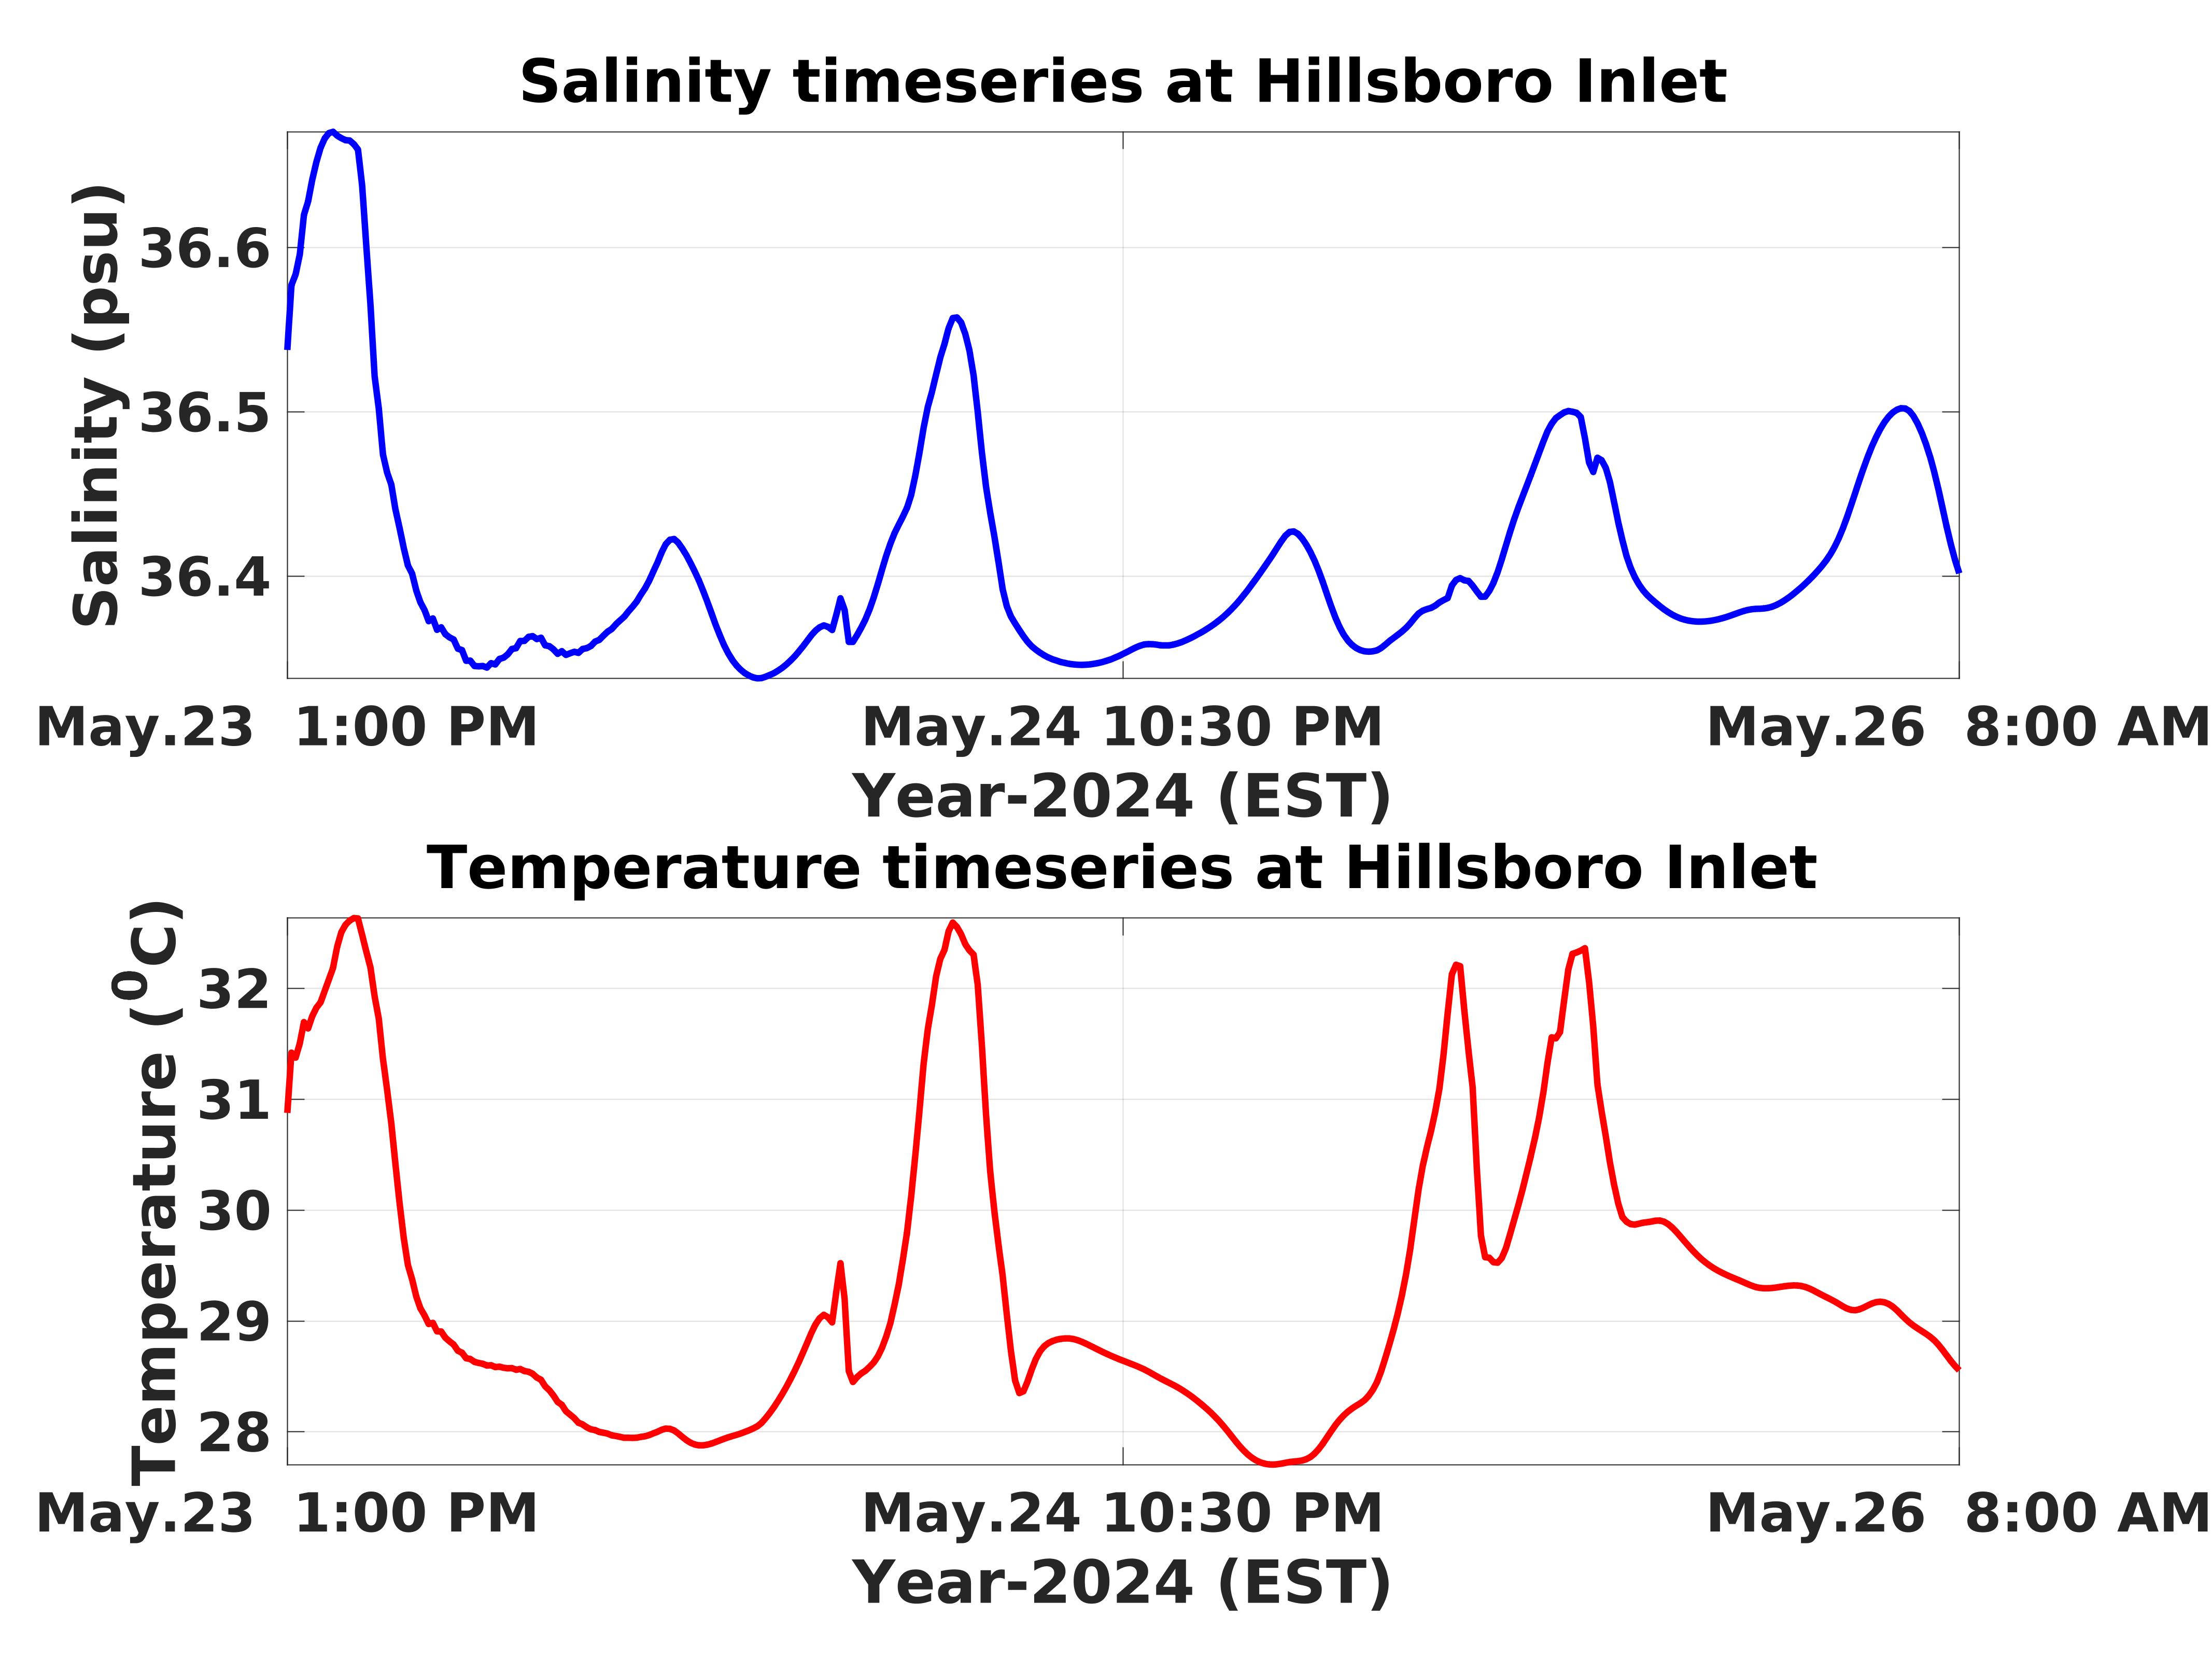 Salinity timeseries at Hillsboro Inlet
Salinity (psu)
36.6
36.5
36.4
May.23 1:00 PM
May.24 10:30 PM
May.26 8:00 AM
Year-2024 (EST)
Temperature timeseries at Hillsboro Inlet
Temperature (⁰C)
32
31
30
29
28
May.23 1:00 PM
May.24 10:30 PM
May.26 8:00 AM
Year-2024 (EST)